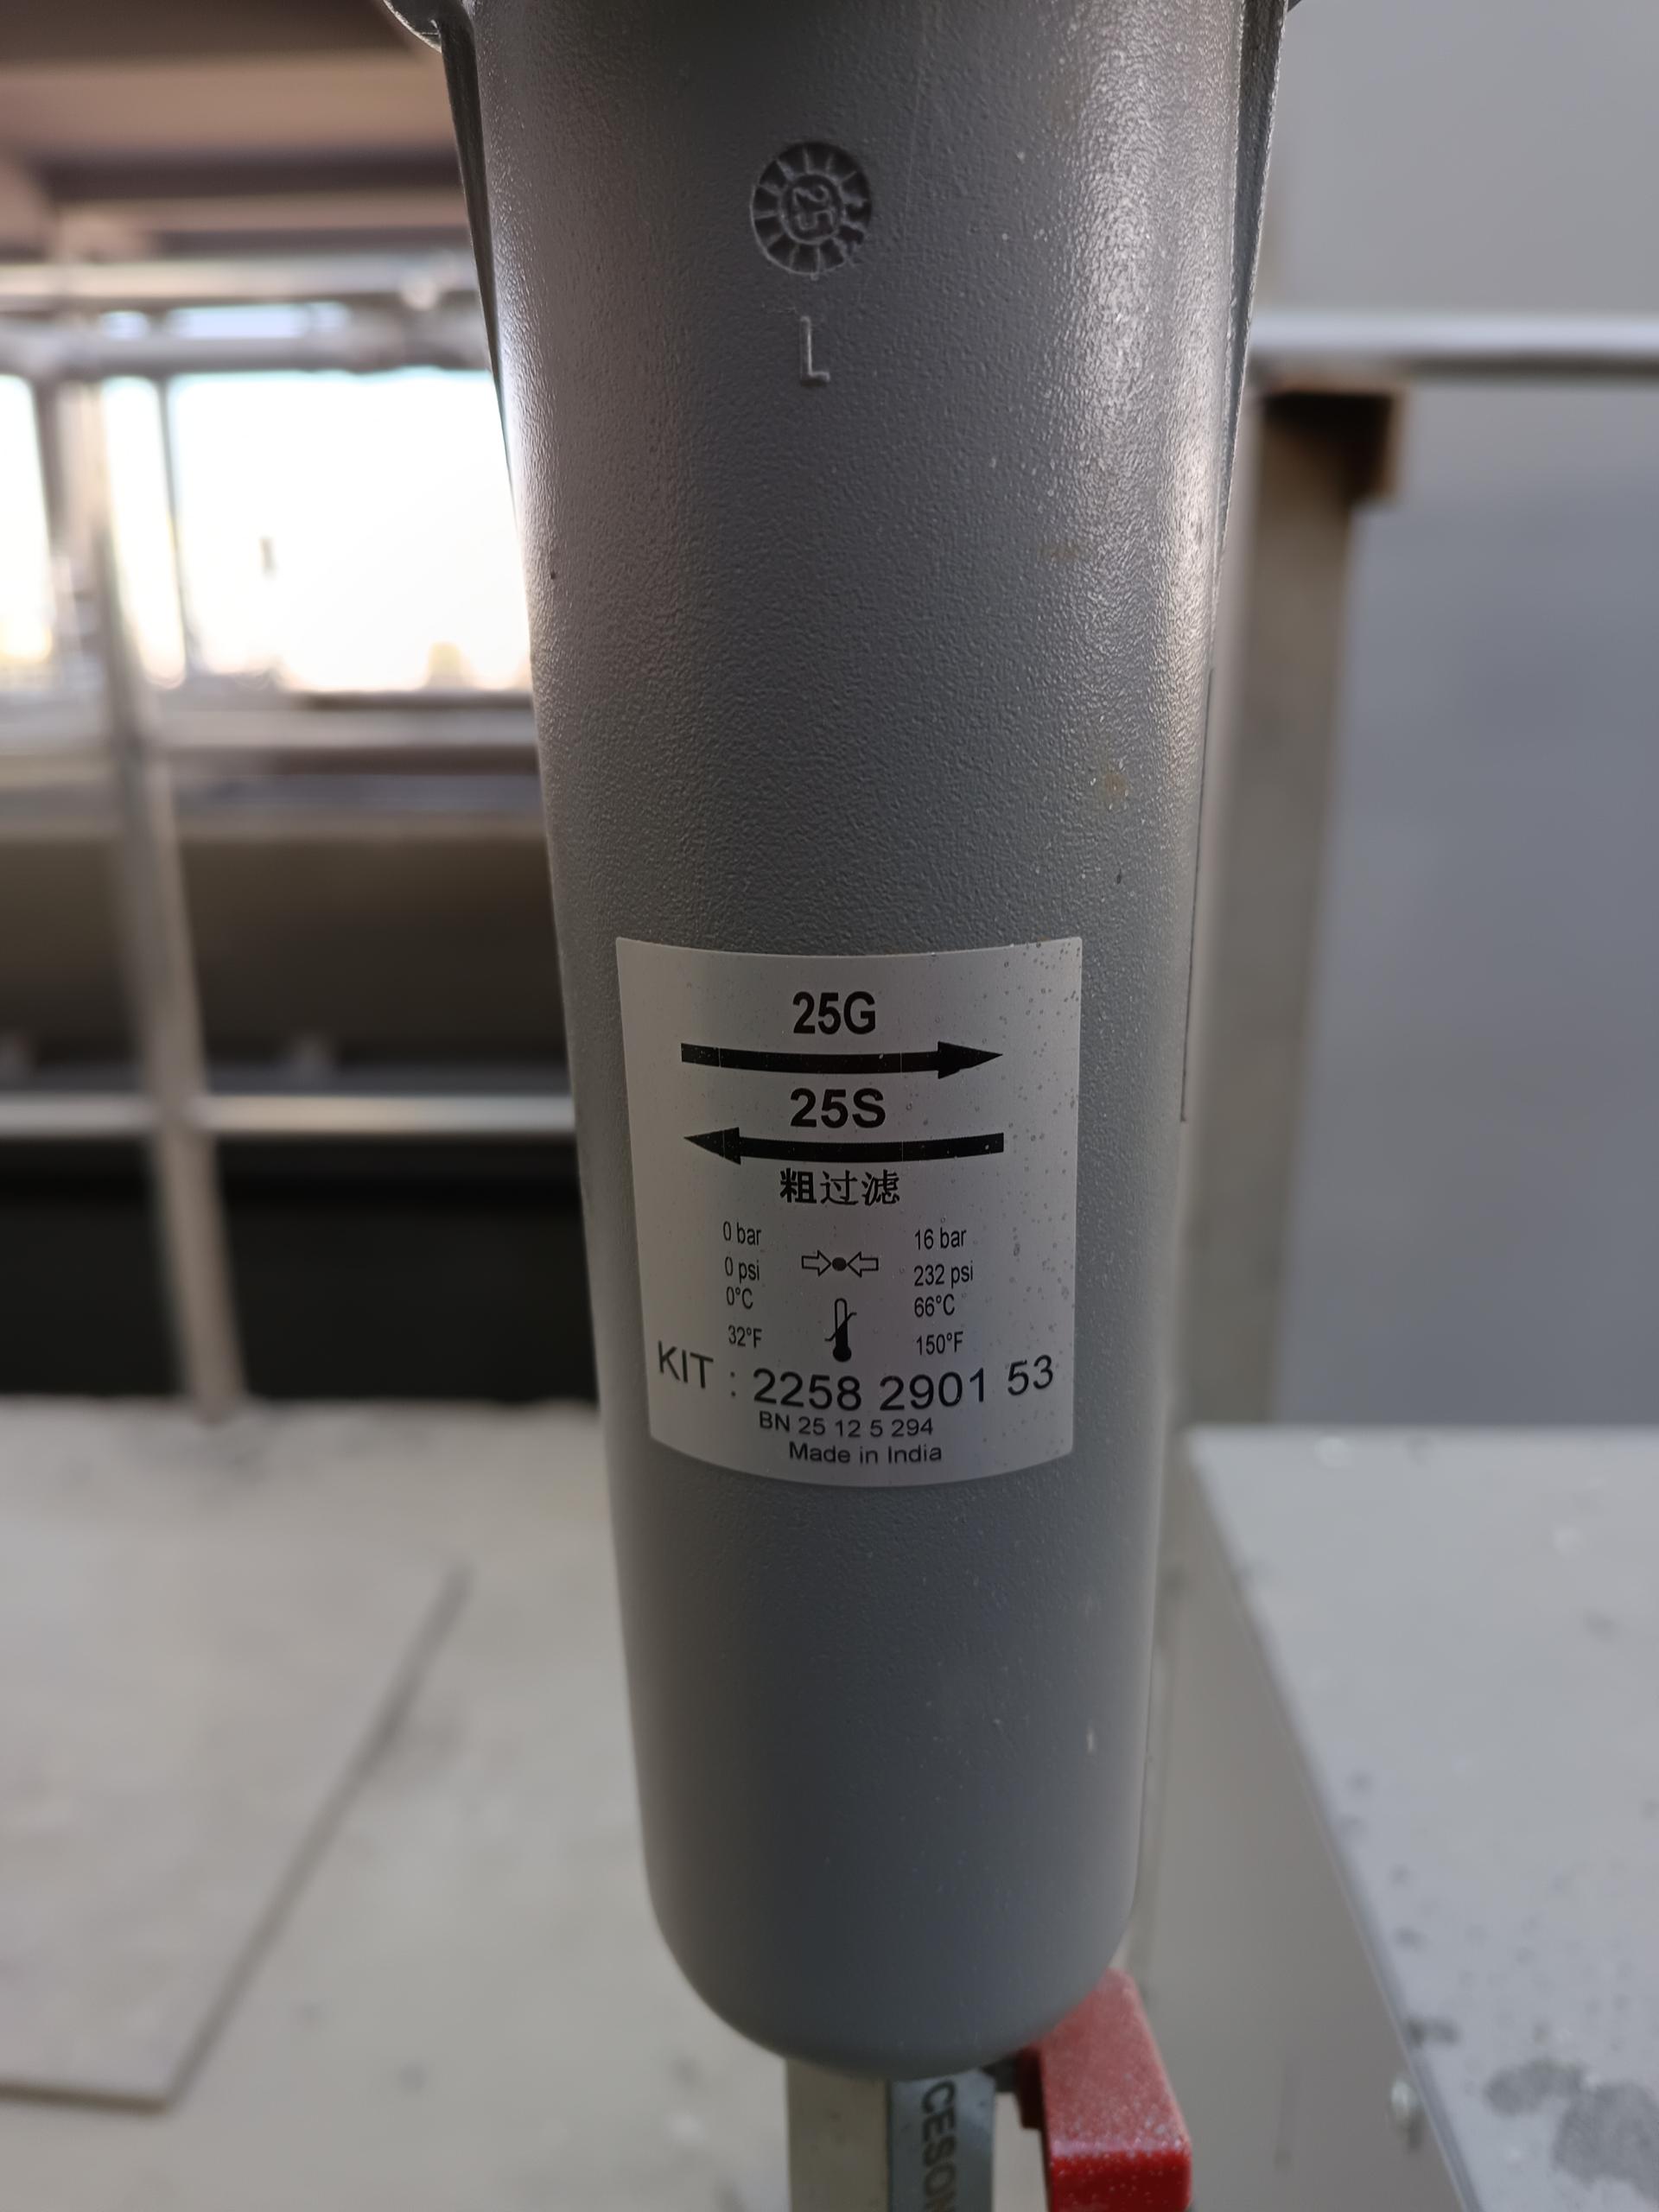 25
L
25G
25S
粗过滤
0 bar 16 bar
0 psi 232 psi
0°C 66°C
32°F 150°F
KIT : 2258 2901 53
BN 25 12 5 294
Made in India
CESON